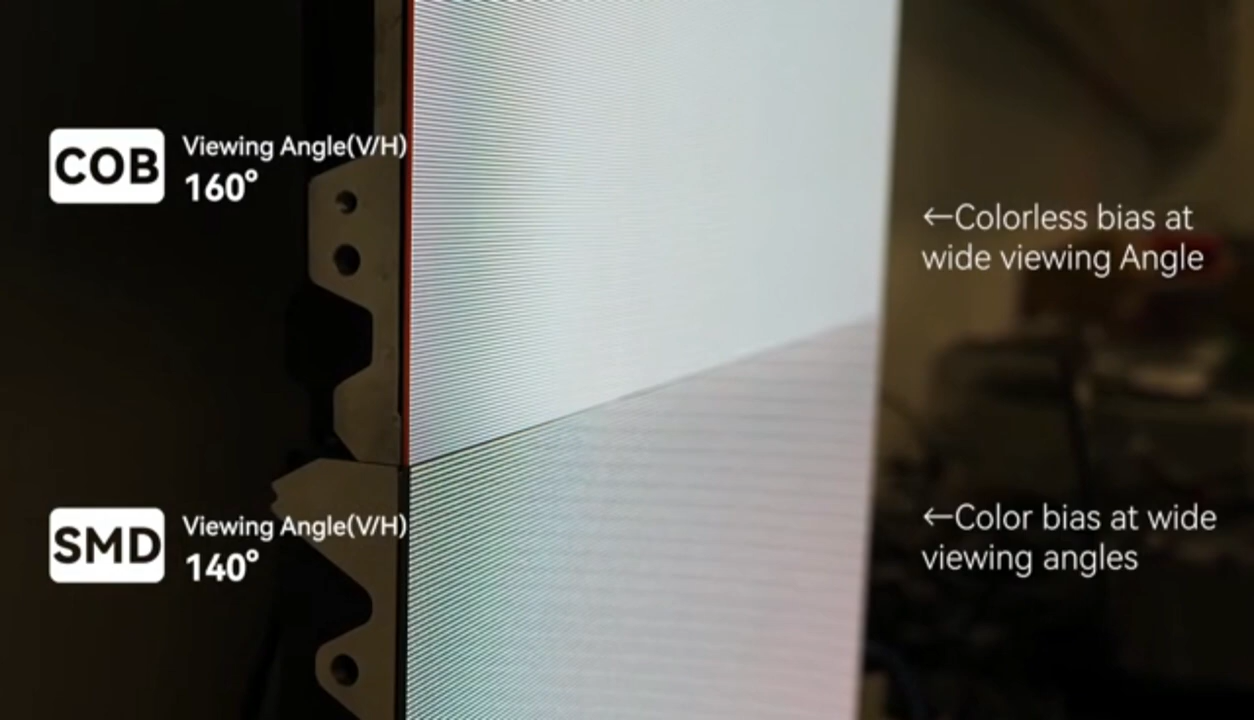 COB
Viewing Angle(V/H)
160°
←Colorless bias at
wide viewing Angle
SMD
Viewing Angle(V/H)
140°
←Color bias at wide
viewing angles